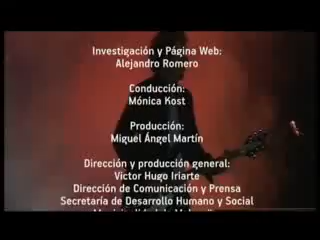 Investigación y Página Web:
Alejandro Romero
Conducción:
Mónica Kost
Producción:
Miguel Ángel Martín
Dirección y producción general:
Victor Hugo Iriarte
Dirección de Comunicación y Prensa
Secretaría de Desarrollo Humano y Social